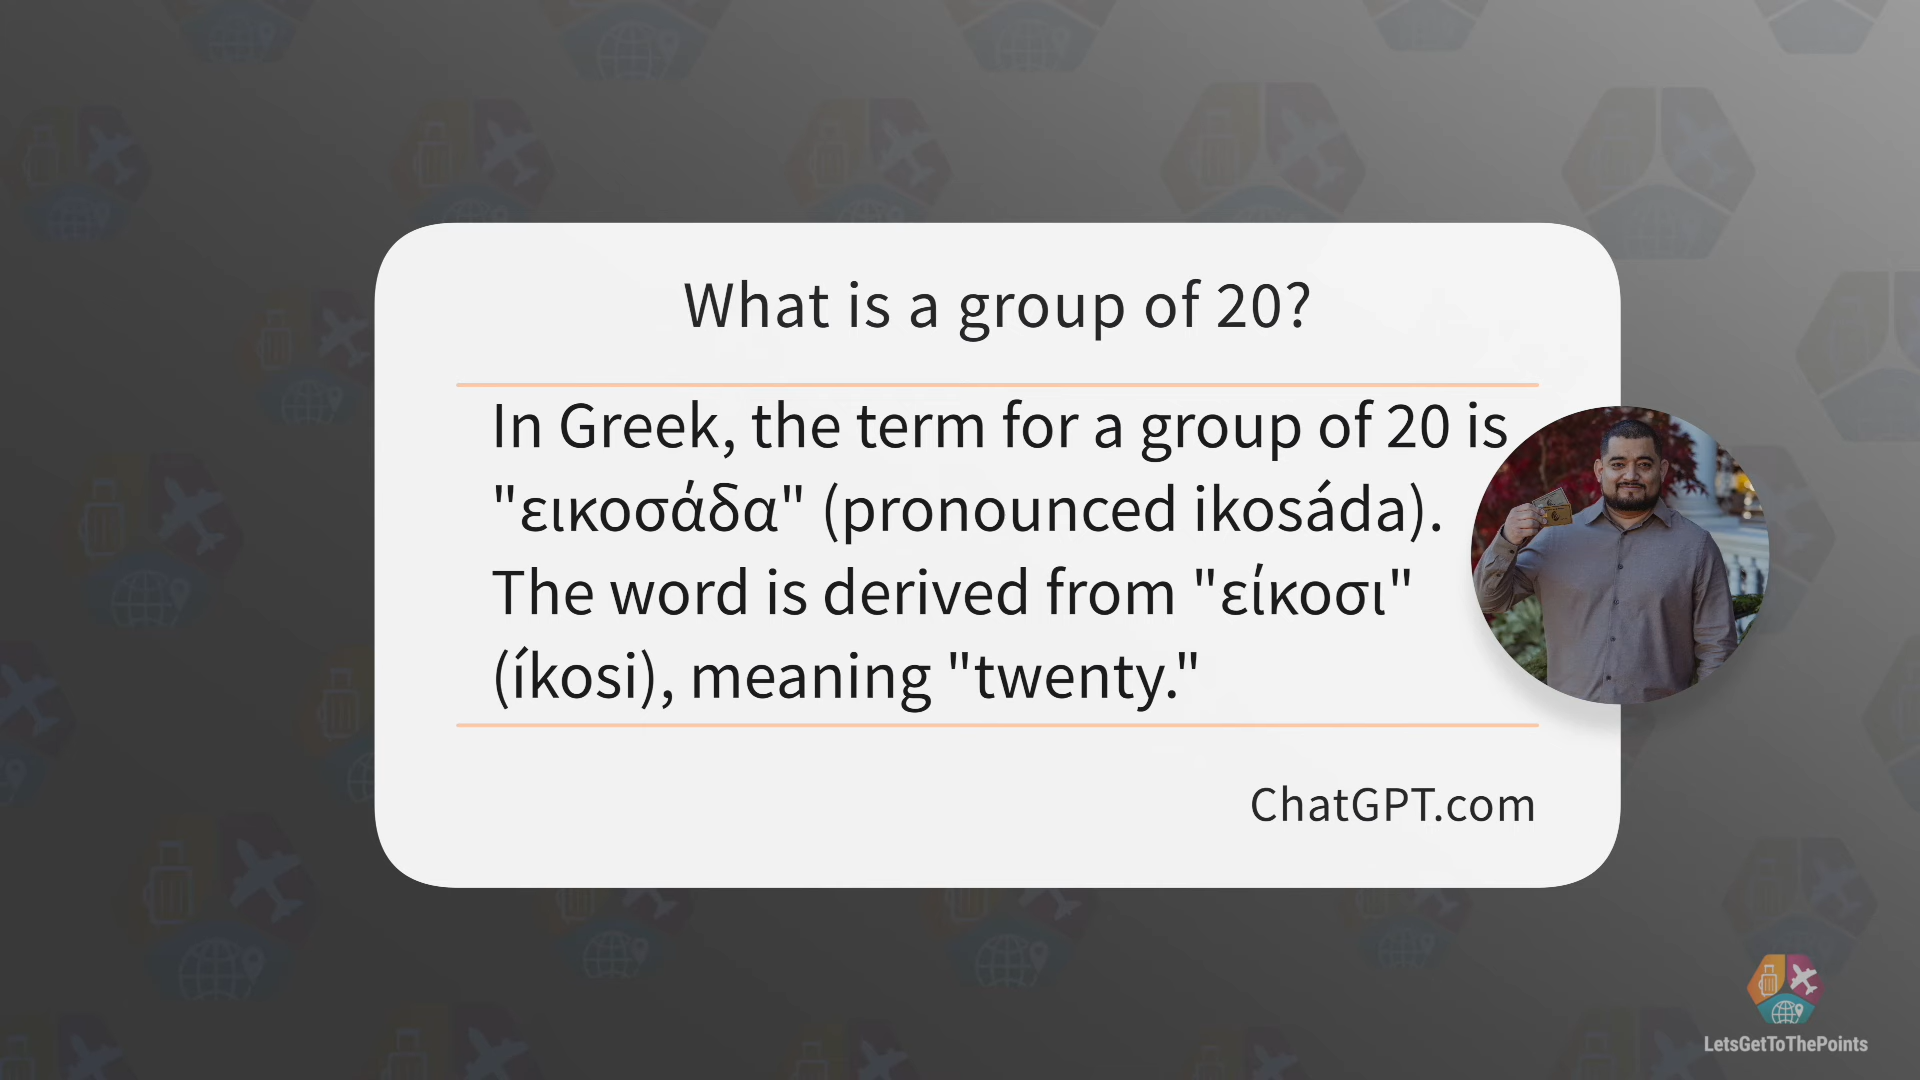 What is a group of 20?
In Greek, the term for a group of 20 is
"εικοσάδα" (pronounced ikosáda).
The word is derived from "είκοσι"
(íkosi), meaning "twenty."
ChatGPT.com
LetsGetToThePoints